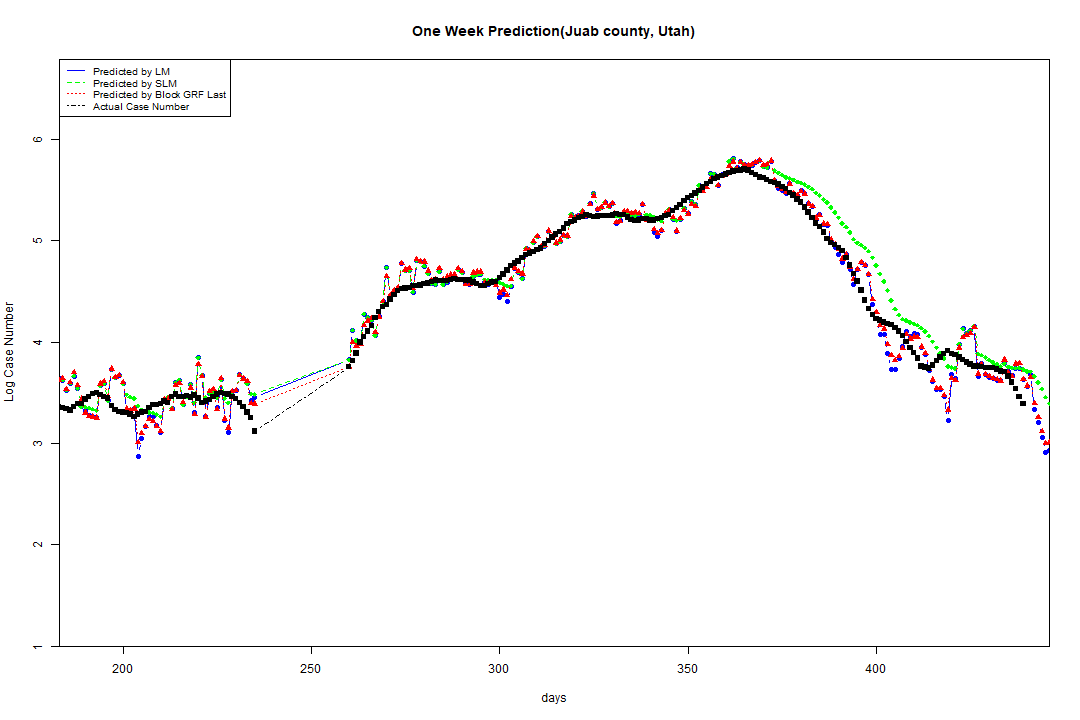 One Week Prediction(Juab county, Utah)
Predicted by LM
Predicted by SLM
Predicted by Block GRF Last
Actual Case Number
6
5
4
3
2
1
Log Case Number
200 250 300 350 400
days